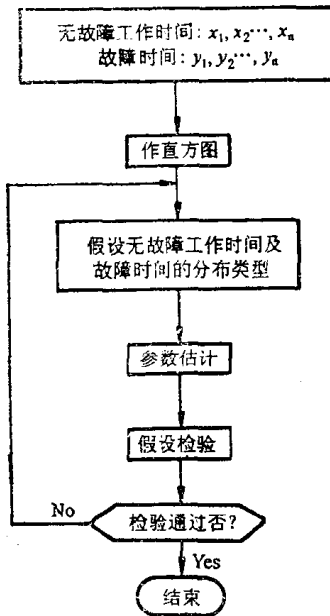 无故障工作时间: x₁, x₂…, xₙ
故障时间: y₁, y₂…, yₙ
作直方图
假设无故障工作时间及
故障时间的分布类型
参数估计
假设检验
No
检验通过否?
Yes
结束